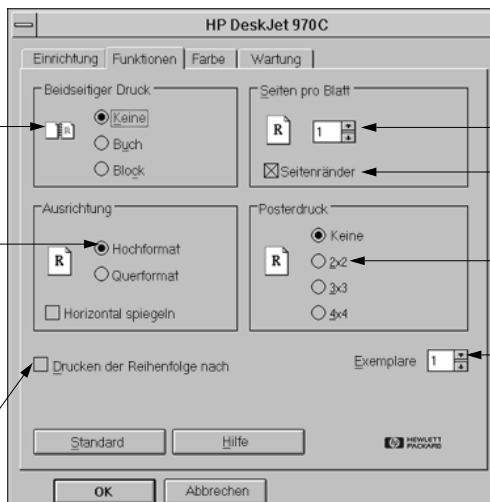 HP DeskJet 970C
Einrichtung Funktionen Farbe Wartung
Beidseitiger Druck
Keine
Buch
Block
R
Seiten pro Blatt
R
1
Seitenränder
Ausrichtung
R
Hochformat
Querformat
Horizontal spiegeln
Posterdruck
R
Keine
2x2
3x3
4x4
Drucken der Reihenfolge nach
Exemplare 1
Standard Hilfe
hp HEWLETT
PACKARD
OK Abbrechen